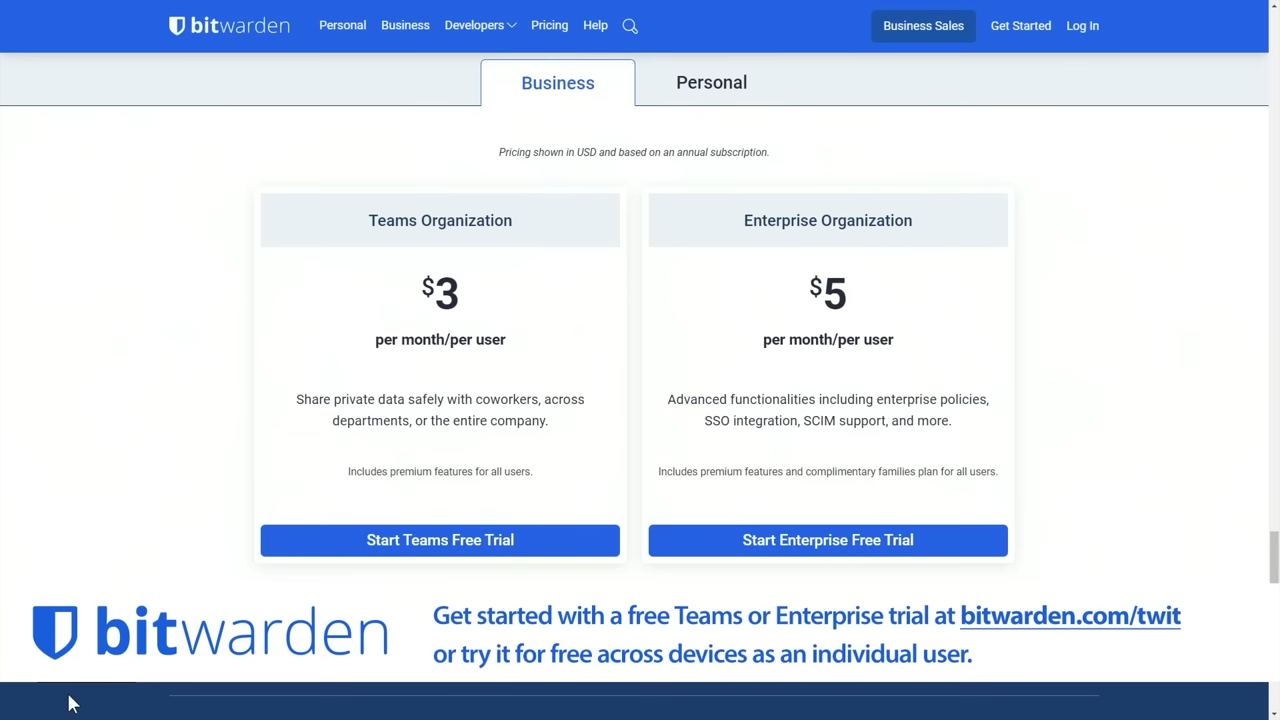 bitwarden Personal Business Developers Pricing Help Business Sales Get Started Log In
Business Personal
Pricing shown in USD and based on an annual subscription.
Teams Organization
$3
per month/per user
Share private data safely with coworkers, across
departments, or the entire company.
Includes premium features for all users.
Start Teams Free Trial
Enterprise Organization
$5
per month/per user
Advanced functionalities including enterprise policies,
SSO integration, SCIM support, and more.
Includes premium features and complimentary families plan for all users.
Start Enterprise Free Trial
bitwarden
Get started with a free Teams or Enterprise trial at bitwarden.com/twit
or try it for free across devices as an individual user.